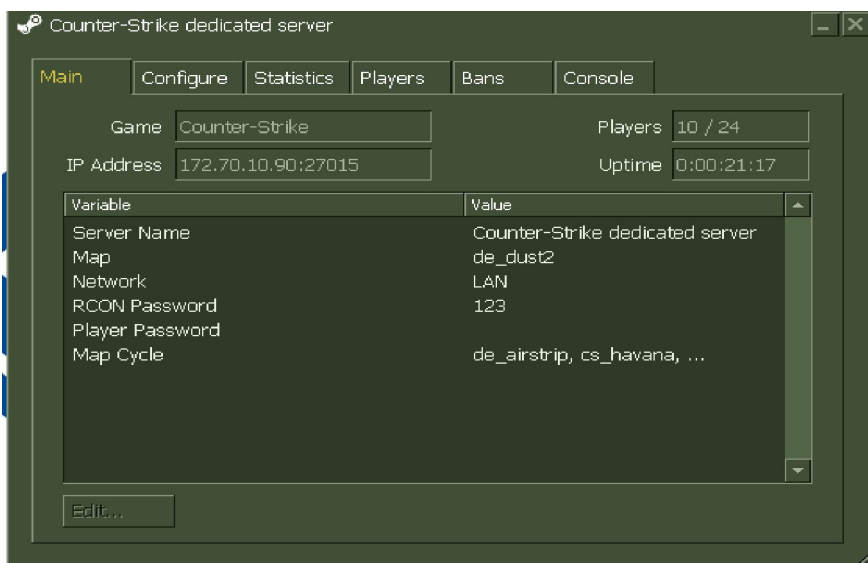 Counter-Strike dedicated server
Main Configure Statistics Players Bans Console
Game Counter-Strike Players 10 / 24
IP Address 172.70.10.90:27015 Uptime 0:00:21:17
Variable Value
Server Name Counter-Strike dedicated server
Map de_dust2
Network LAN
RCON Password 123
Player Password
Map Cycle de_airstrip, cs_havana, ...
Edit...